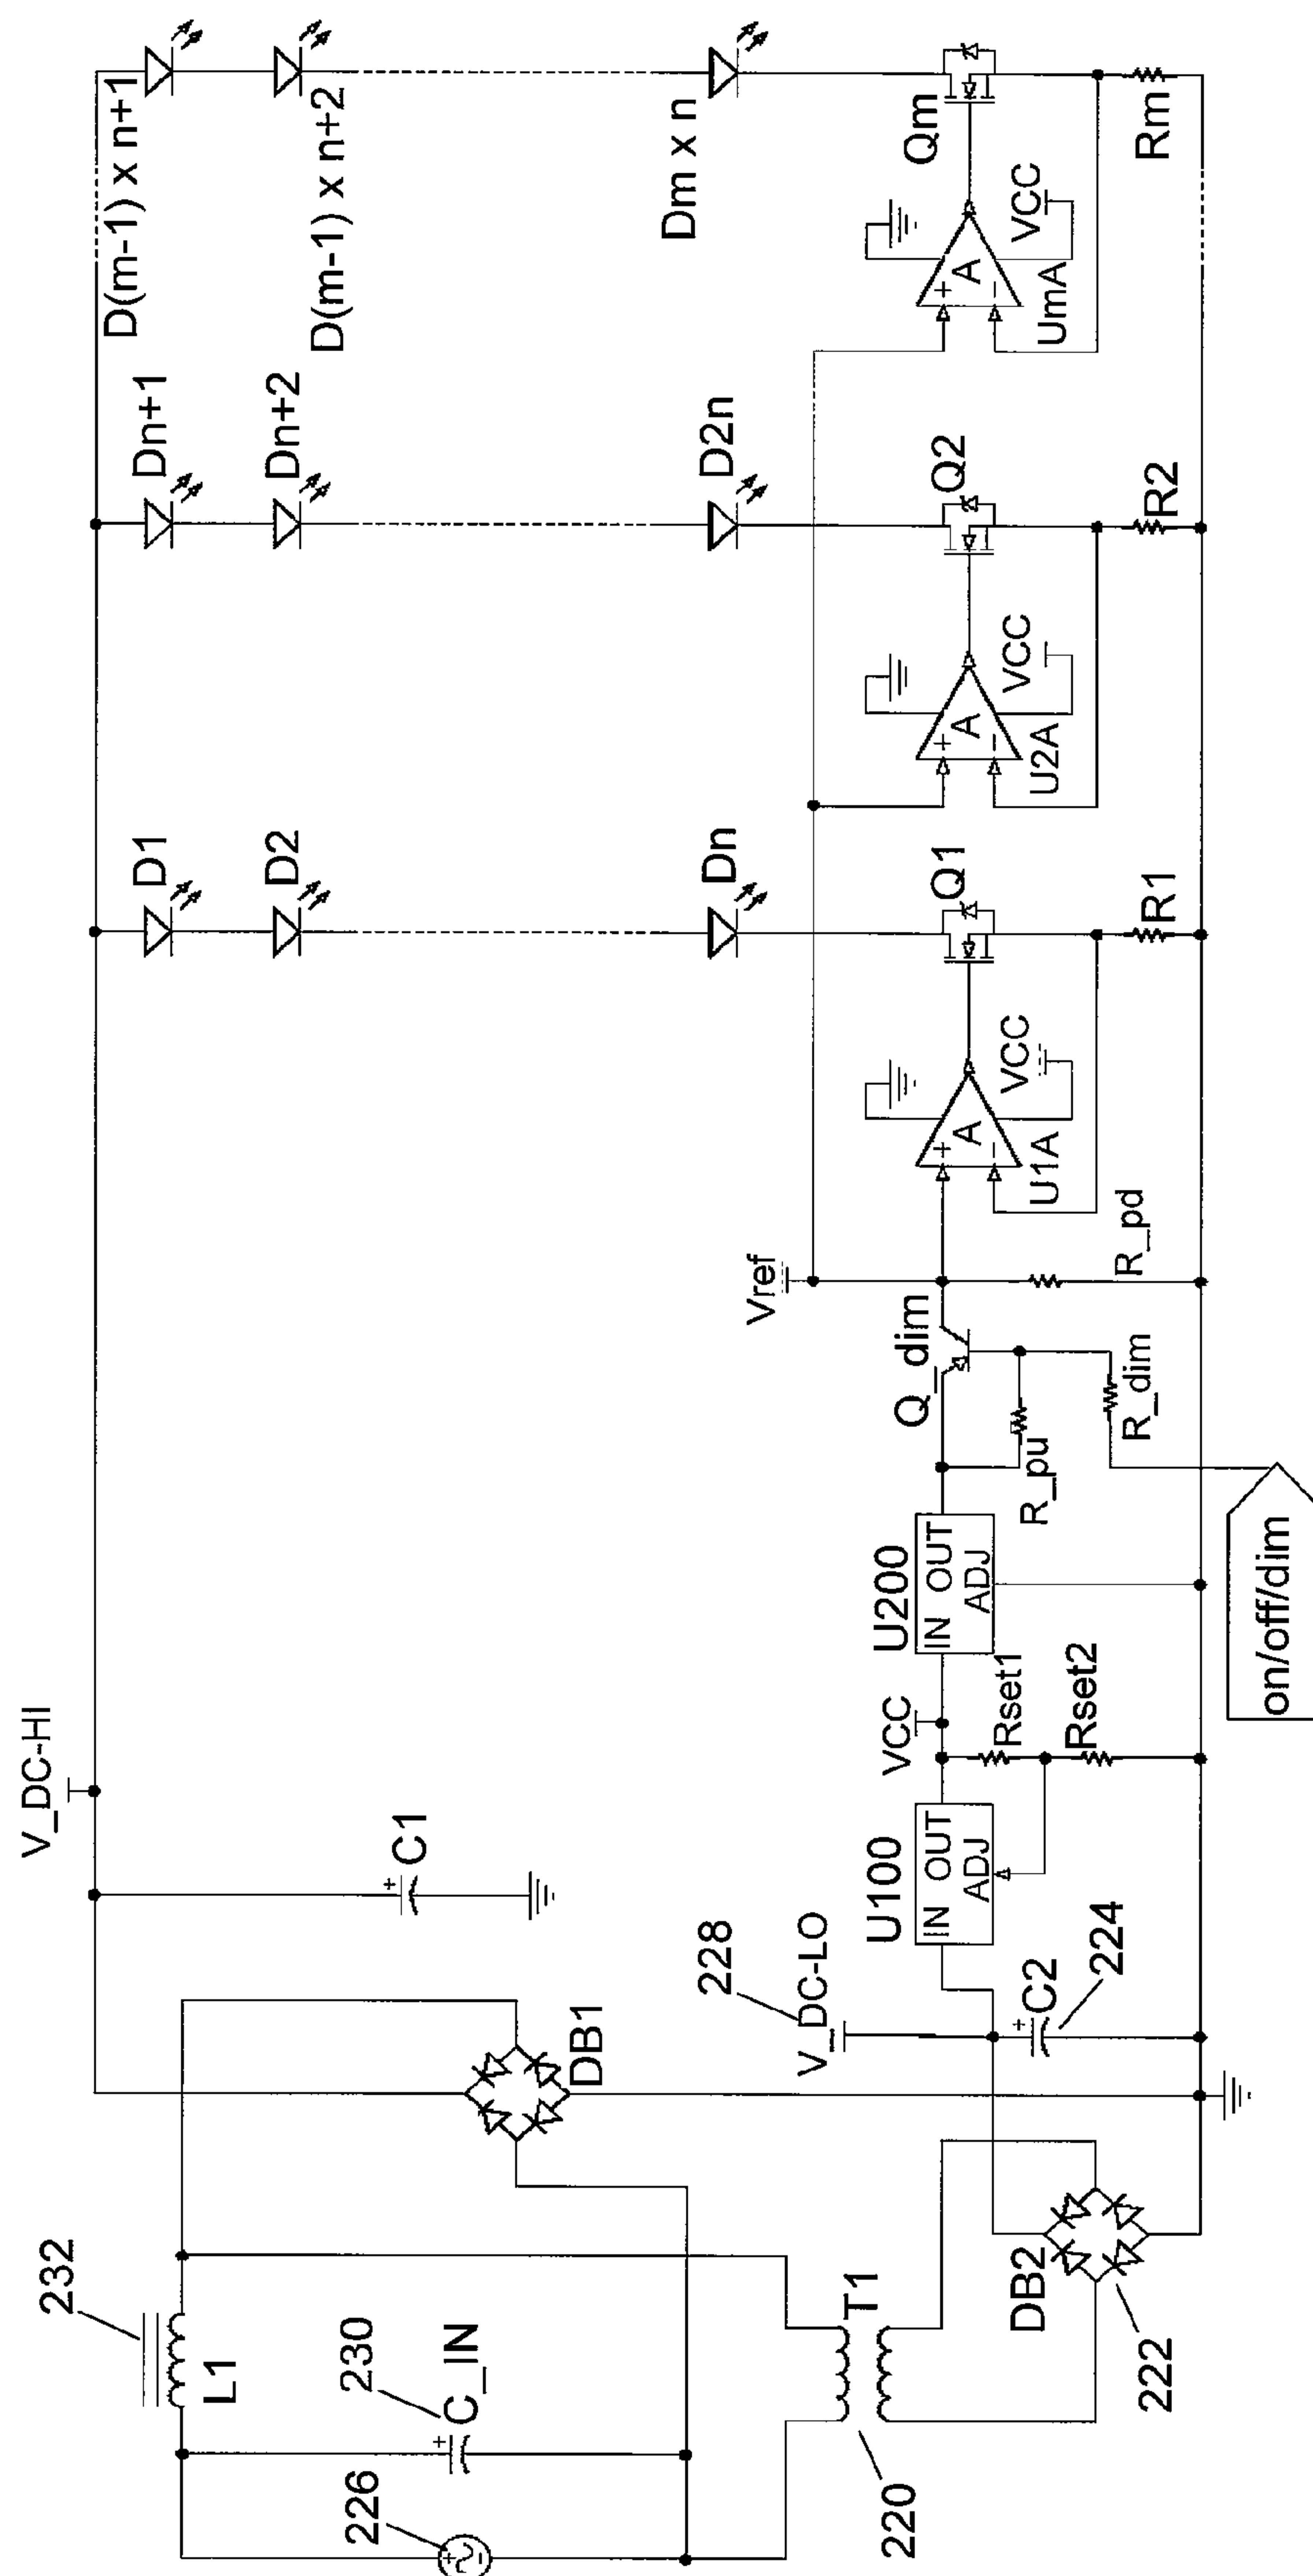 V_DC-HI
232
L1
230
C_IN
226
220
T1
DB1
C1
228
V_DC-LO
C2
224
DB2
222
U100
IN OUT
ADJ
VCC
Rset1
Rset2
U200
IN OUT
ADJ
R_pu
Q_dim
R_dim
on/off/dim
Vref
R_pd
+
A
−
U1A
VCC
Q1
R1
D1
D2
Dn
+
A
−
U2A
VCC
Q2
R2
Dn+1
Dn+2
D2n
+
A
−
UmA
VCC
Qm
Rm
D(m-1) x n+1
D(m-1) x n+2
Dm x n